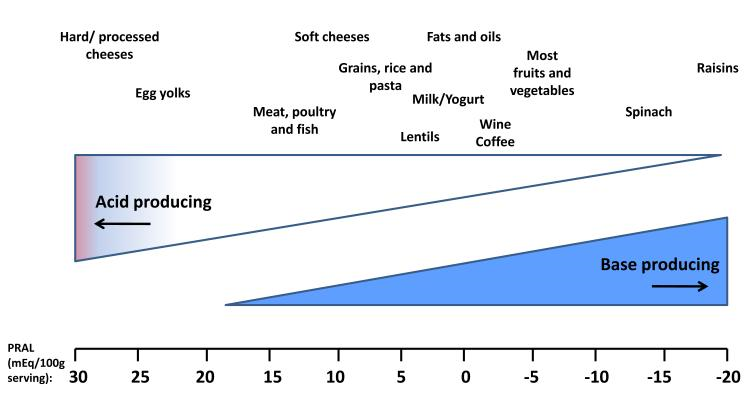 Hard/ processed
cheeses
Soft cheeses
Fats and oils
Most
fruits and
vegetables
Grains, rice and
pasta
Raisins
Egg yolks
Milk/Yogurt
Meat, poultry
and fish
Spinach
Lentils
Wine
Coffee
Acid producing
Base producing
PRAL
(mEq/100g
serving):
30 25 20 15 10 5 0 -5 -10 -15 -20